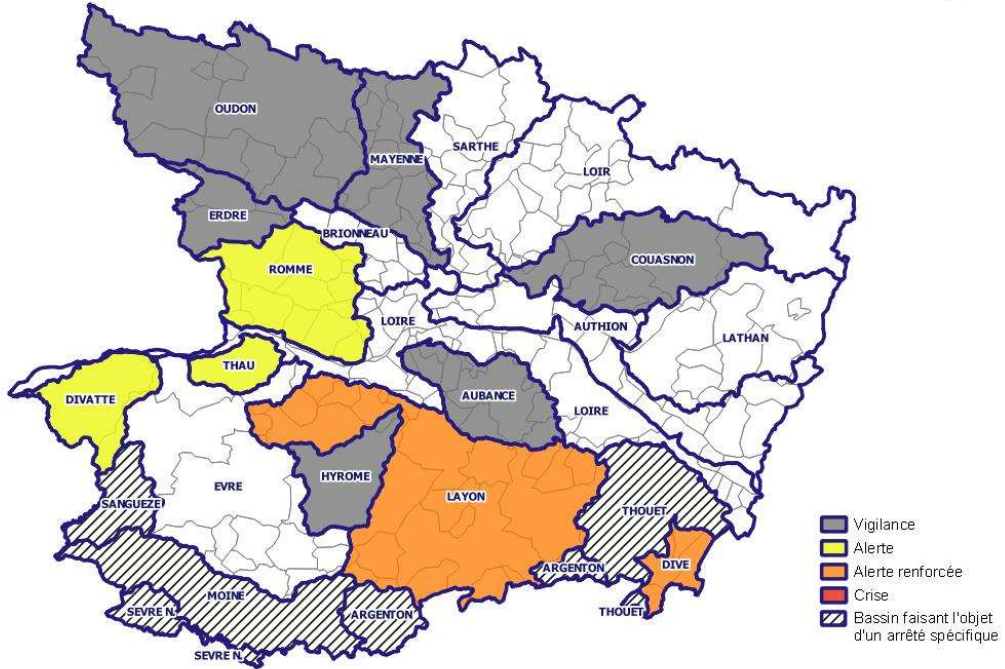 OUDON
MAYENNE
SARTHE
LOIR
ERDRE
BRIONNEAU
ROMME
COUASNON
LOIRE
AUTHION
LATHAN
THAU
DIVATTE
AUBANCE
LOIRE
HYROME
EVRE
LAYON
SANGUEZE
THOUET
ARGENTON
DIVE
MOINE
SEVRE N.
ARGENTON
THOUET
SEVRE N.
Vigilance
Alerte
Alerte renforcée
Crise
Bassin faisant l'objet
d'un arrêté spécifique